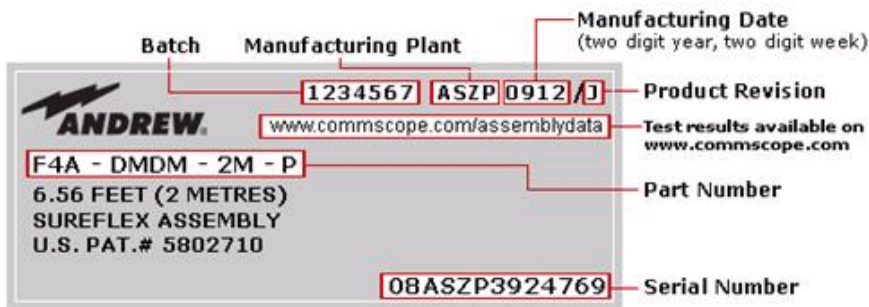 Manufacturing Date
(two digit year, two digit week)
Batch
Manufacturing Plant
1234567 ASZP 0912/J
Product Revision
ANDREW.
www.commscope.com/assemblydata
Test results available on
www.commscope.com
F4A - DMDM - 2M - P
Part Number
6.56 FEET (2 METRES)
SUREFLEX ASSEMBLY
U.S. PAT.# 5802710
08ASZP3924769
Serial Number